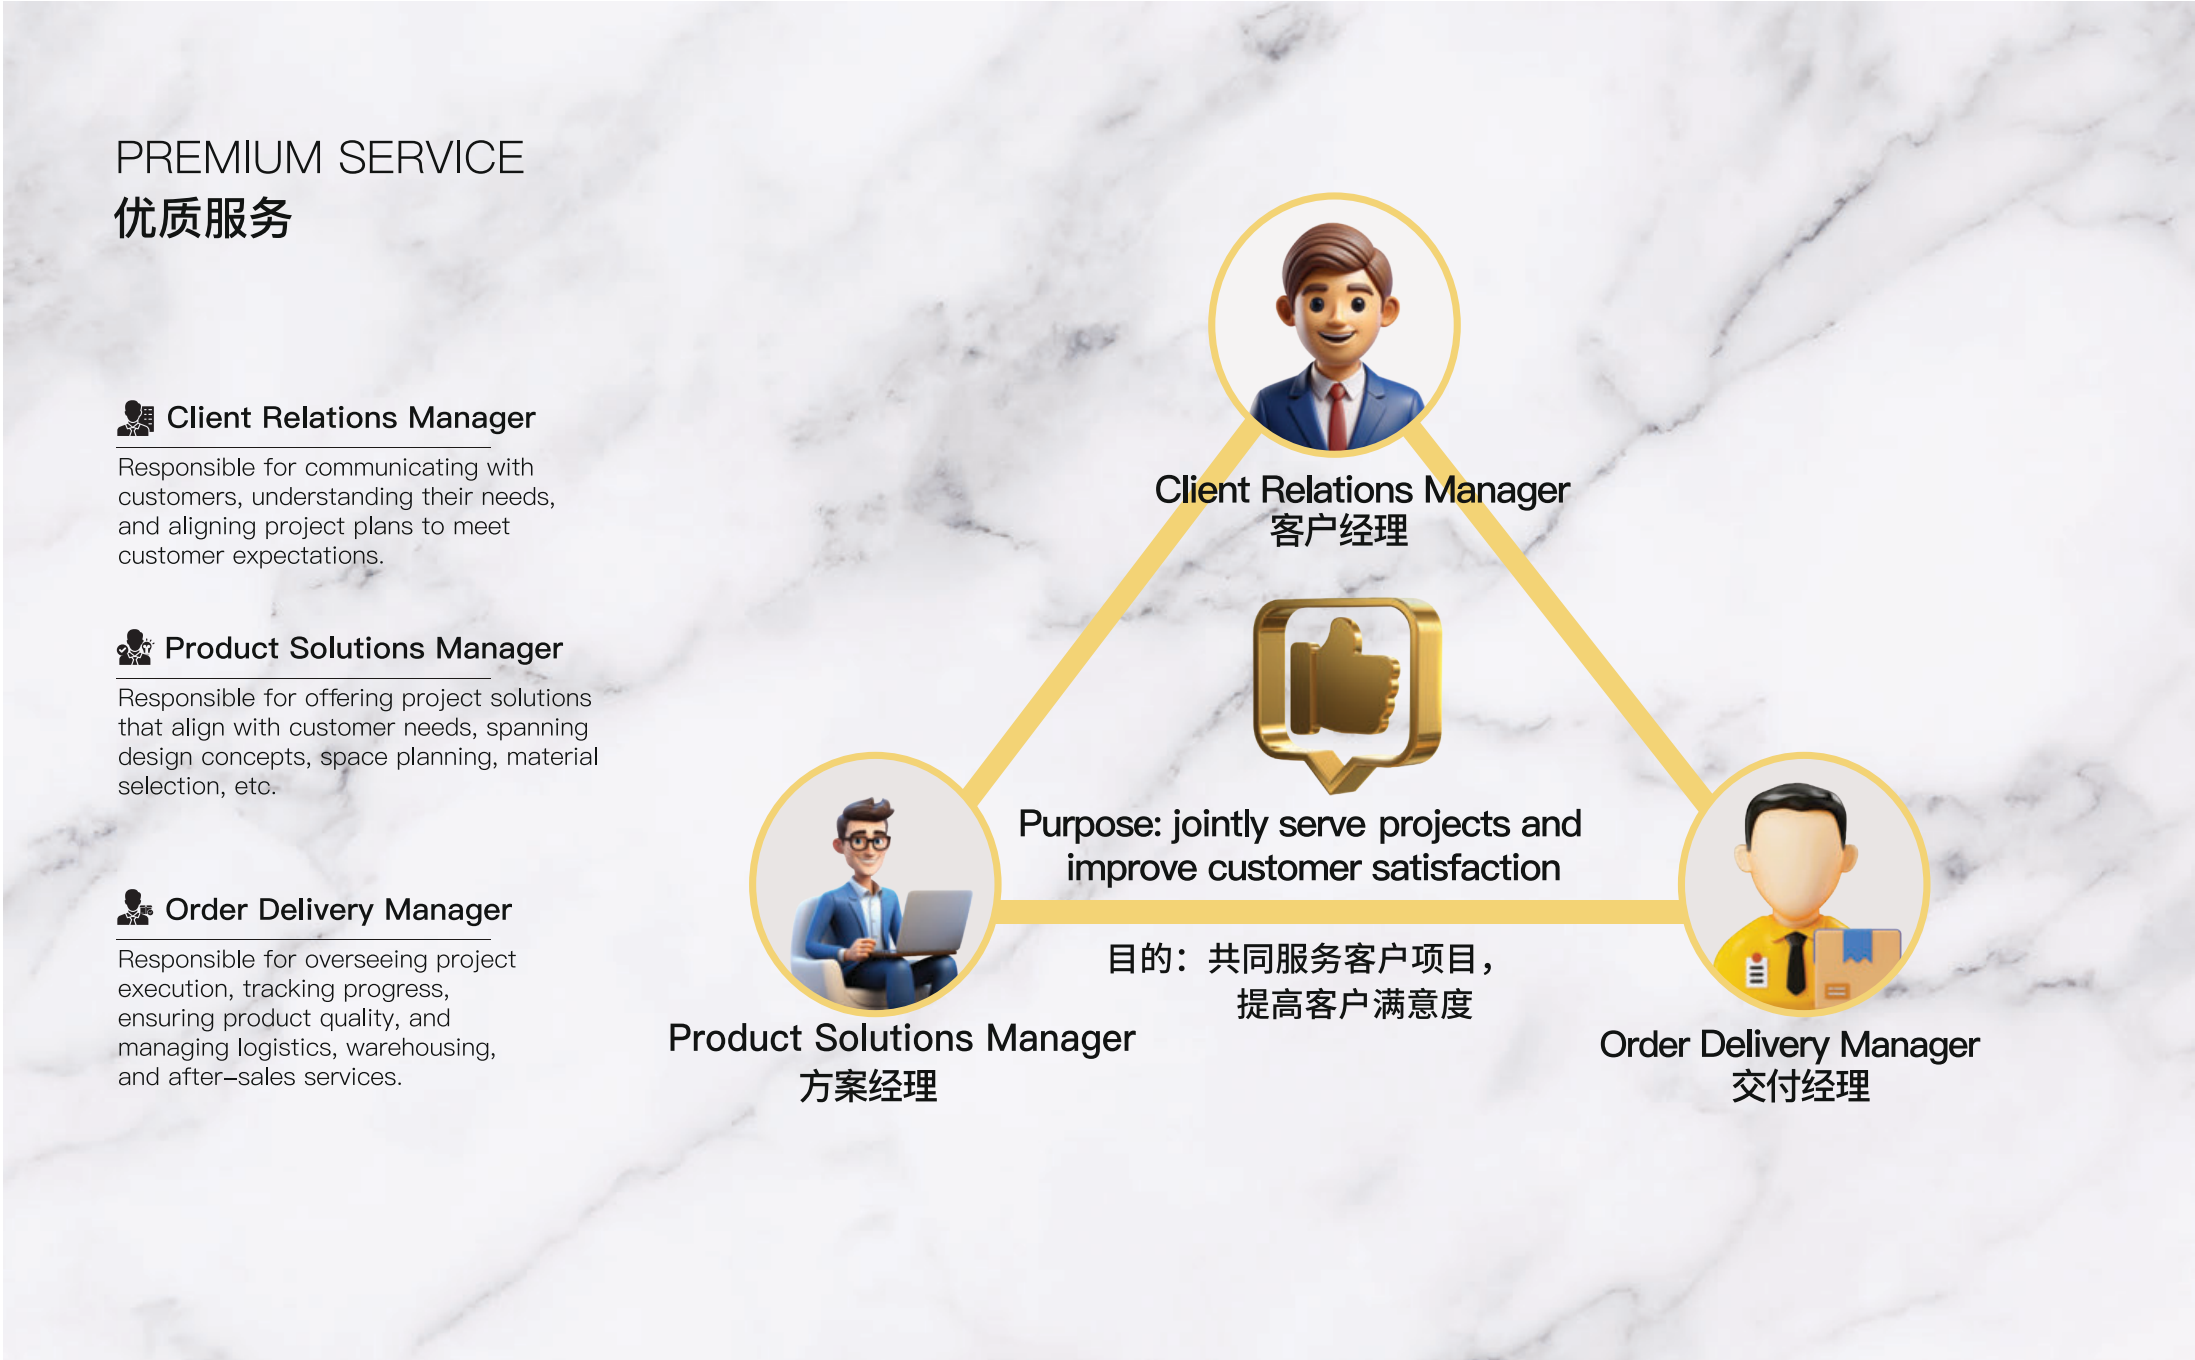 PREMIUM SERVICE
优质服务
Client Relations Manager
Responsible for communicating with
customers, understanding their needs,
and aligning project plans to meet
customer expectations.
Product Solutions Manager
Responsible for offering project solutions
that align with customer needs, spanning
design concepts, space planning, material
selection, etc.
Order Delivery Manager
Responsible for overseeing project
execution, tracking progress,
ensuring product quality, and
managing logistics, warehousing,
and after–sales services.
Client Relations Manager
客户经理
Purpose: jointly serve projects and
improve customer satisfaction
目的：共同服务客户项目，
提高客户满意度
Product Solutions Manager
方案经理
Order Delivery Manager
交付经理